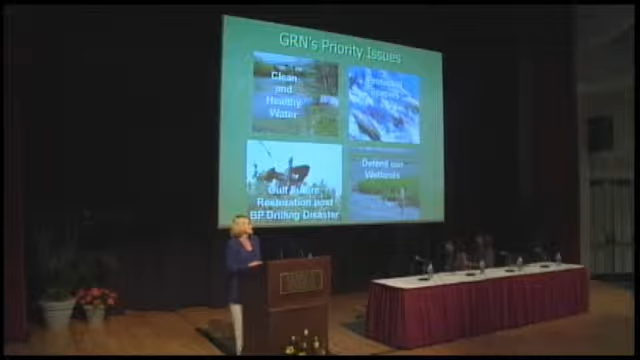 GRN's Priority Issues
Clean
and
Healthy
Water
Defend our
Wetlands
Gulf Future
Restoration post
BP Drilling Disaster